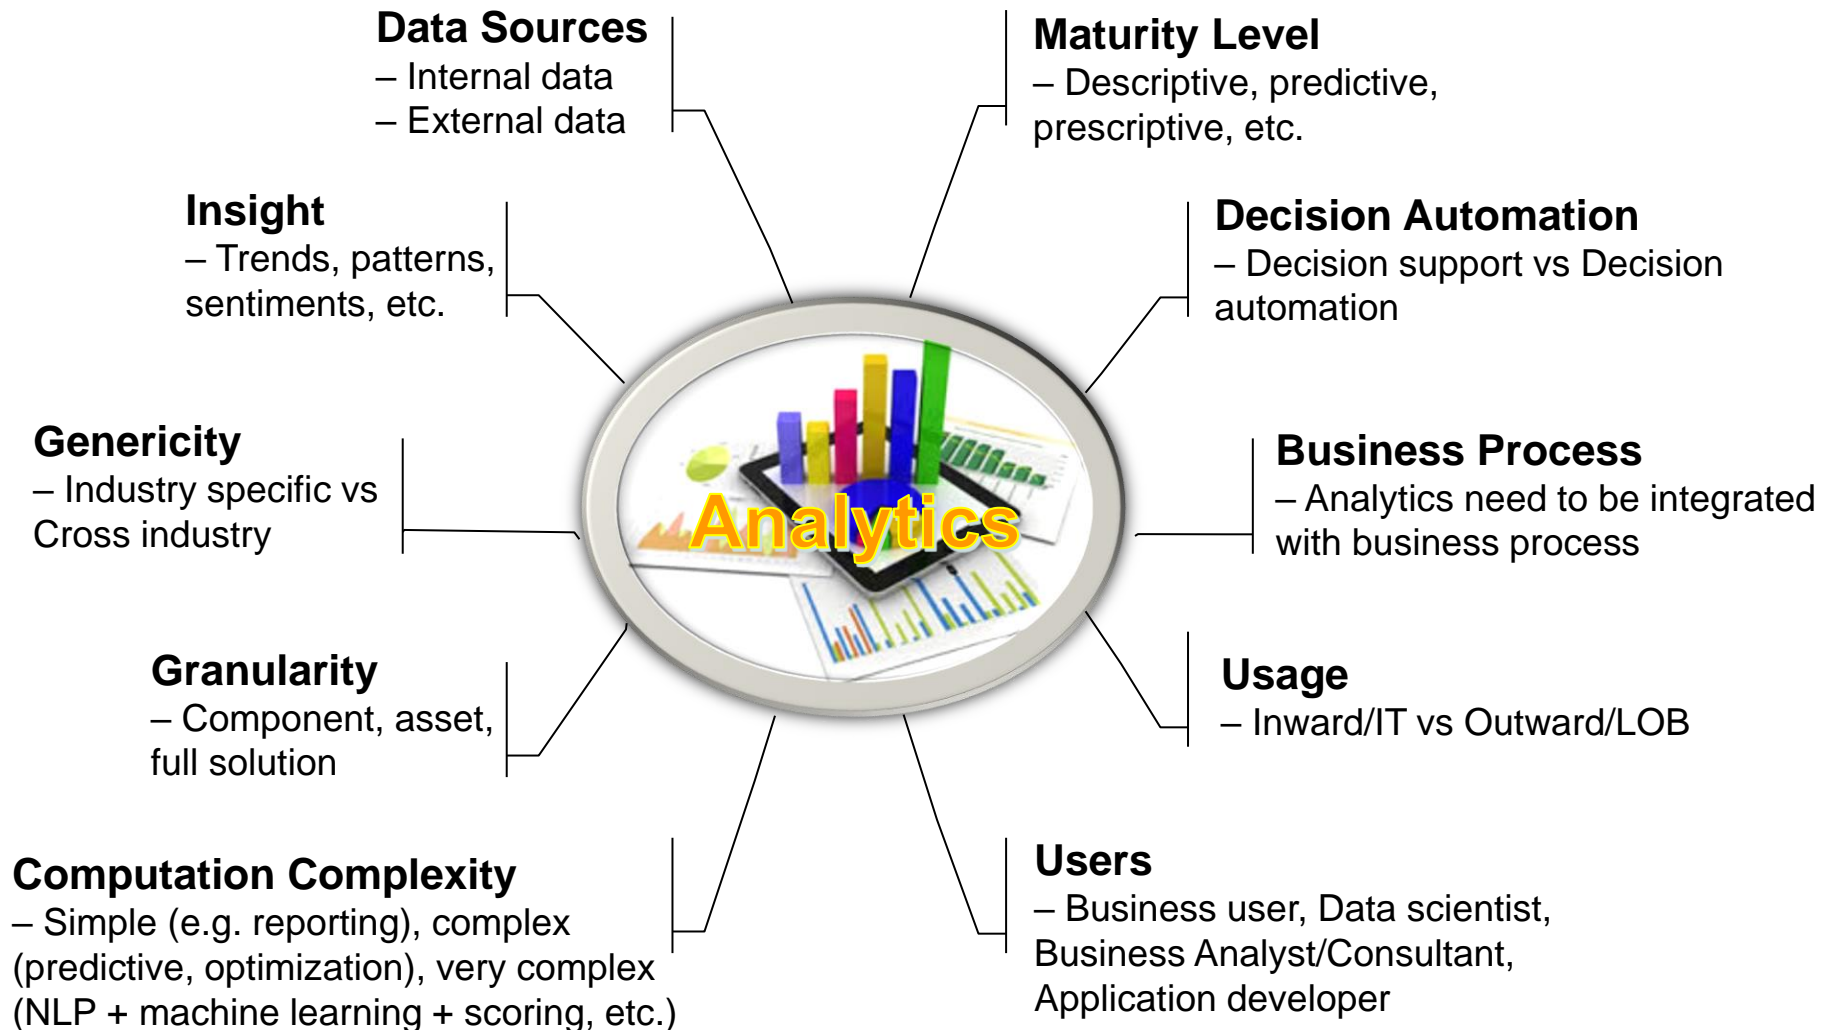 Data Sources
– Internal data
– External data
Maturity Level
– Descriptive, predictive,
prescriptive, etc.
Insight
– Trends, patterns,
sentiments, etc.
Decision Automation
– Decision support vs Decision
automation
Genericity
– Industry specific vs
Cross industry
Analytics
Business Process
– Analytics need to be integrated
with business process
Granularity
– Component, asset,
full solution
Usage
– Inward/IT vs Outward/LOB
Computation Complexity
– Simple (e.g. reporting), complex
(predictive, optimization), very complex
(NLP + machine learning + scoring, etc.)
Users
– Business user, Data scientist,
Business Analyst/Consultant,
Application developer